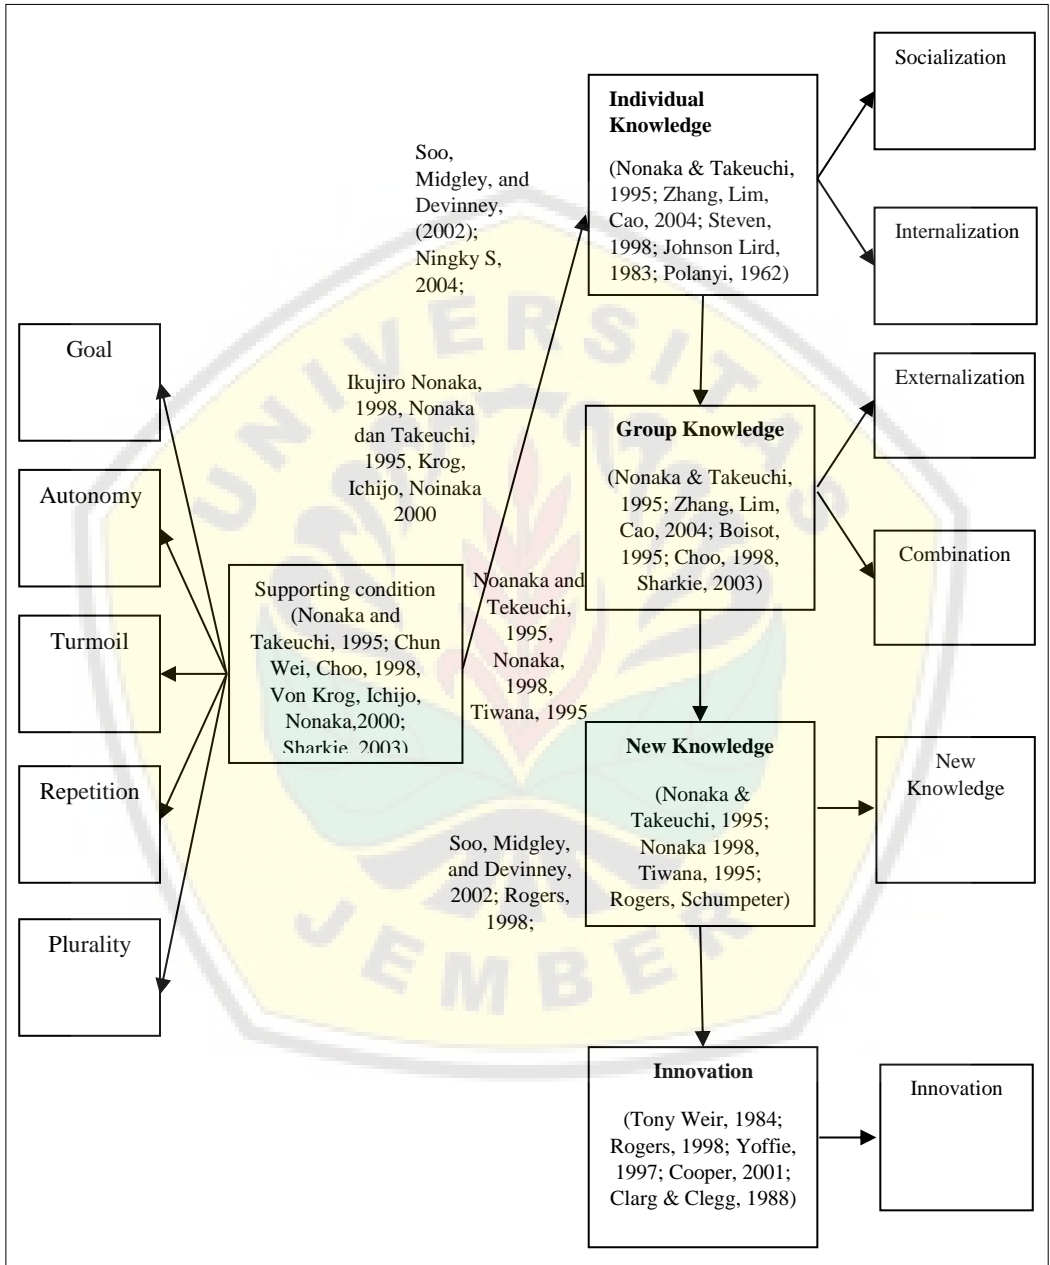 Socialization
Individual
Knowledge
(Nonaka & Takeuchi,
1995; Zhang, Lim,
Cao, 2004; Steven,
1998; Johnson Lird,
1983; Polanyi, 1962)
Soo,
Midgley, and
Devinney,
(2002);
Ningky S,
2004;
Internalization
Goal
Externalization
Ikujiro Nonaka,
1998, Nonaka
dan Takeuchi,
1995, Krog,
Ichijo, Noinaka
2000
Group Knowledge
(Nonaka & Takeuchi,
1995; Zhang, Lim,
Cao, 2004; Boisot,
1995; Choo, 1998,
Sharkie, 2003)
Autonomy
Combination
Supporting condition
(Nonaka and
Takeuchi, 1995; Chun
Wei, Choo, 1998,
Von Krog, Ichijo,
Nonaka,2000;
Sharkie, 2003)
Noanaka and
Tekeuchi,
1995,
Nonaka,
1998,
Tiwana, 1995
Turmoil
New Knowledge
(Nonaka &
Takeuchi, 1995;
Nonaka 1998,
Tiwana, 1995;
Rogers, Schumpeter)
New
Knowledge
Repetition
Soo, Midgley,
and Devinney,
2002; Rogers,
1998;
Plurality
Innovation
(Tony Weir, 1984;
Rogers, 1998; Yoffie,
1997; Cooper, 2001;
Clarg & Clegg, 1988)
Innovation
UNIVERSITAS
JEMBER